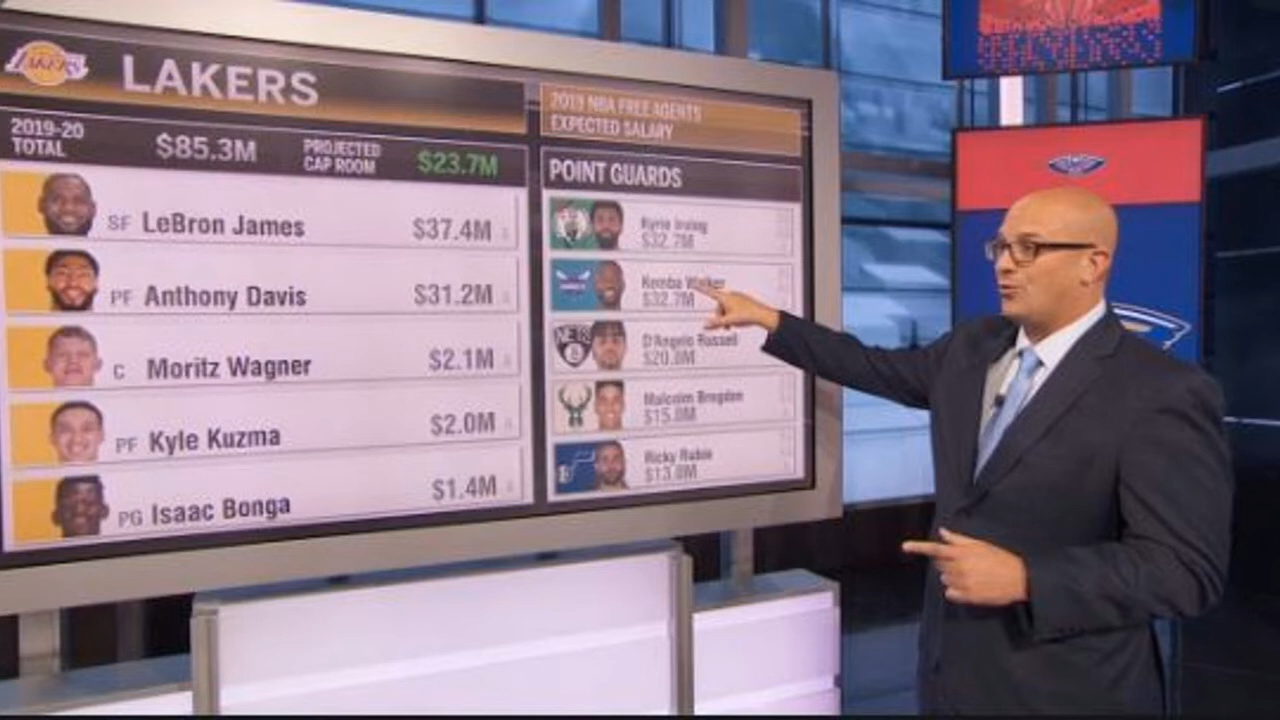 LAKERS
LAKERS
2019-20
TOTAL
$85.3M
PROJECTED
CAP ROOM
$23.7M
SF LeBron James $37.4M
PF Anthony Davis $31.2M
C Moritz Wagner $2.1M
PF Kyle Kuzma $2.0M
PG Isaac Bonga $1.4M
2019 NBA FREE AGENTS
EXPECTED SALARY
POINT GUARDS
Kyrie Irving
$32.7M
Kemba Walker
$32.7M
D'Angelo Russell
$20.0M
Malcolm Brogdon
$15.0M
Ricky Rubio
$13.0M